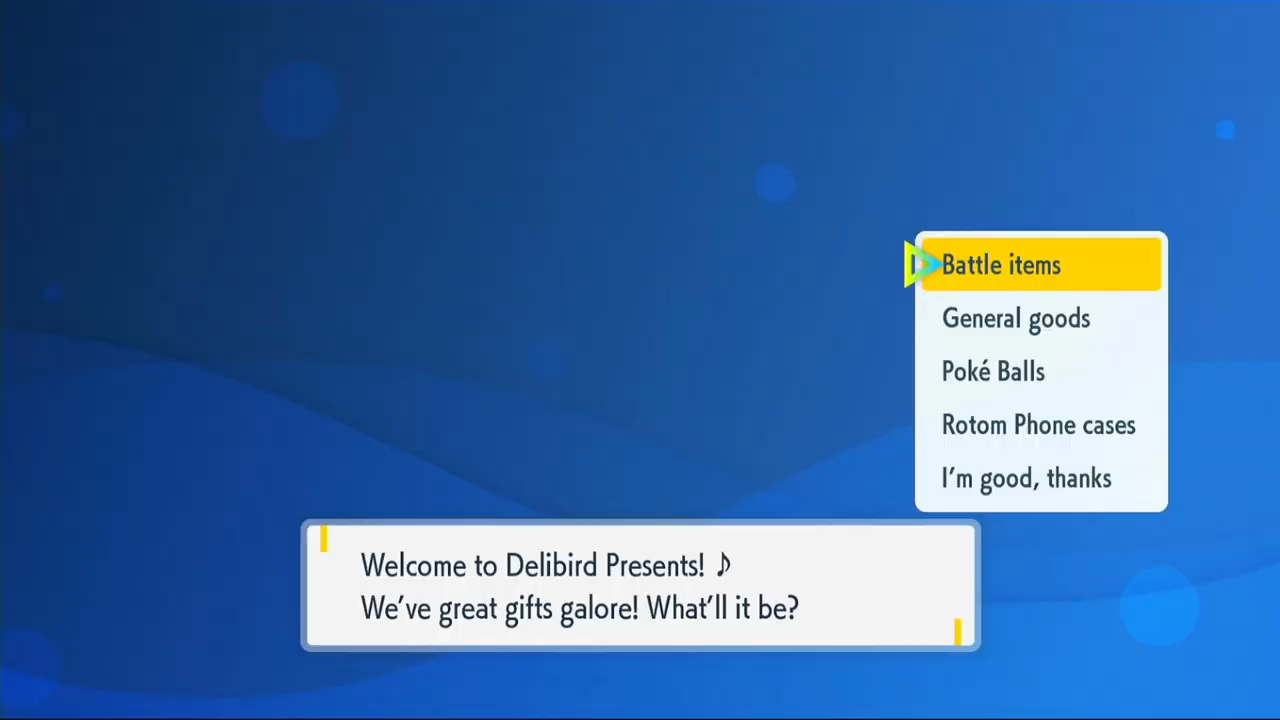 Battle items
General goods
Poké Balls
Rotom Phone cases
I'm good, thanks
Welcome to Delibird Presents! ♪
We've great gifts galore! What'll it be?